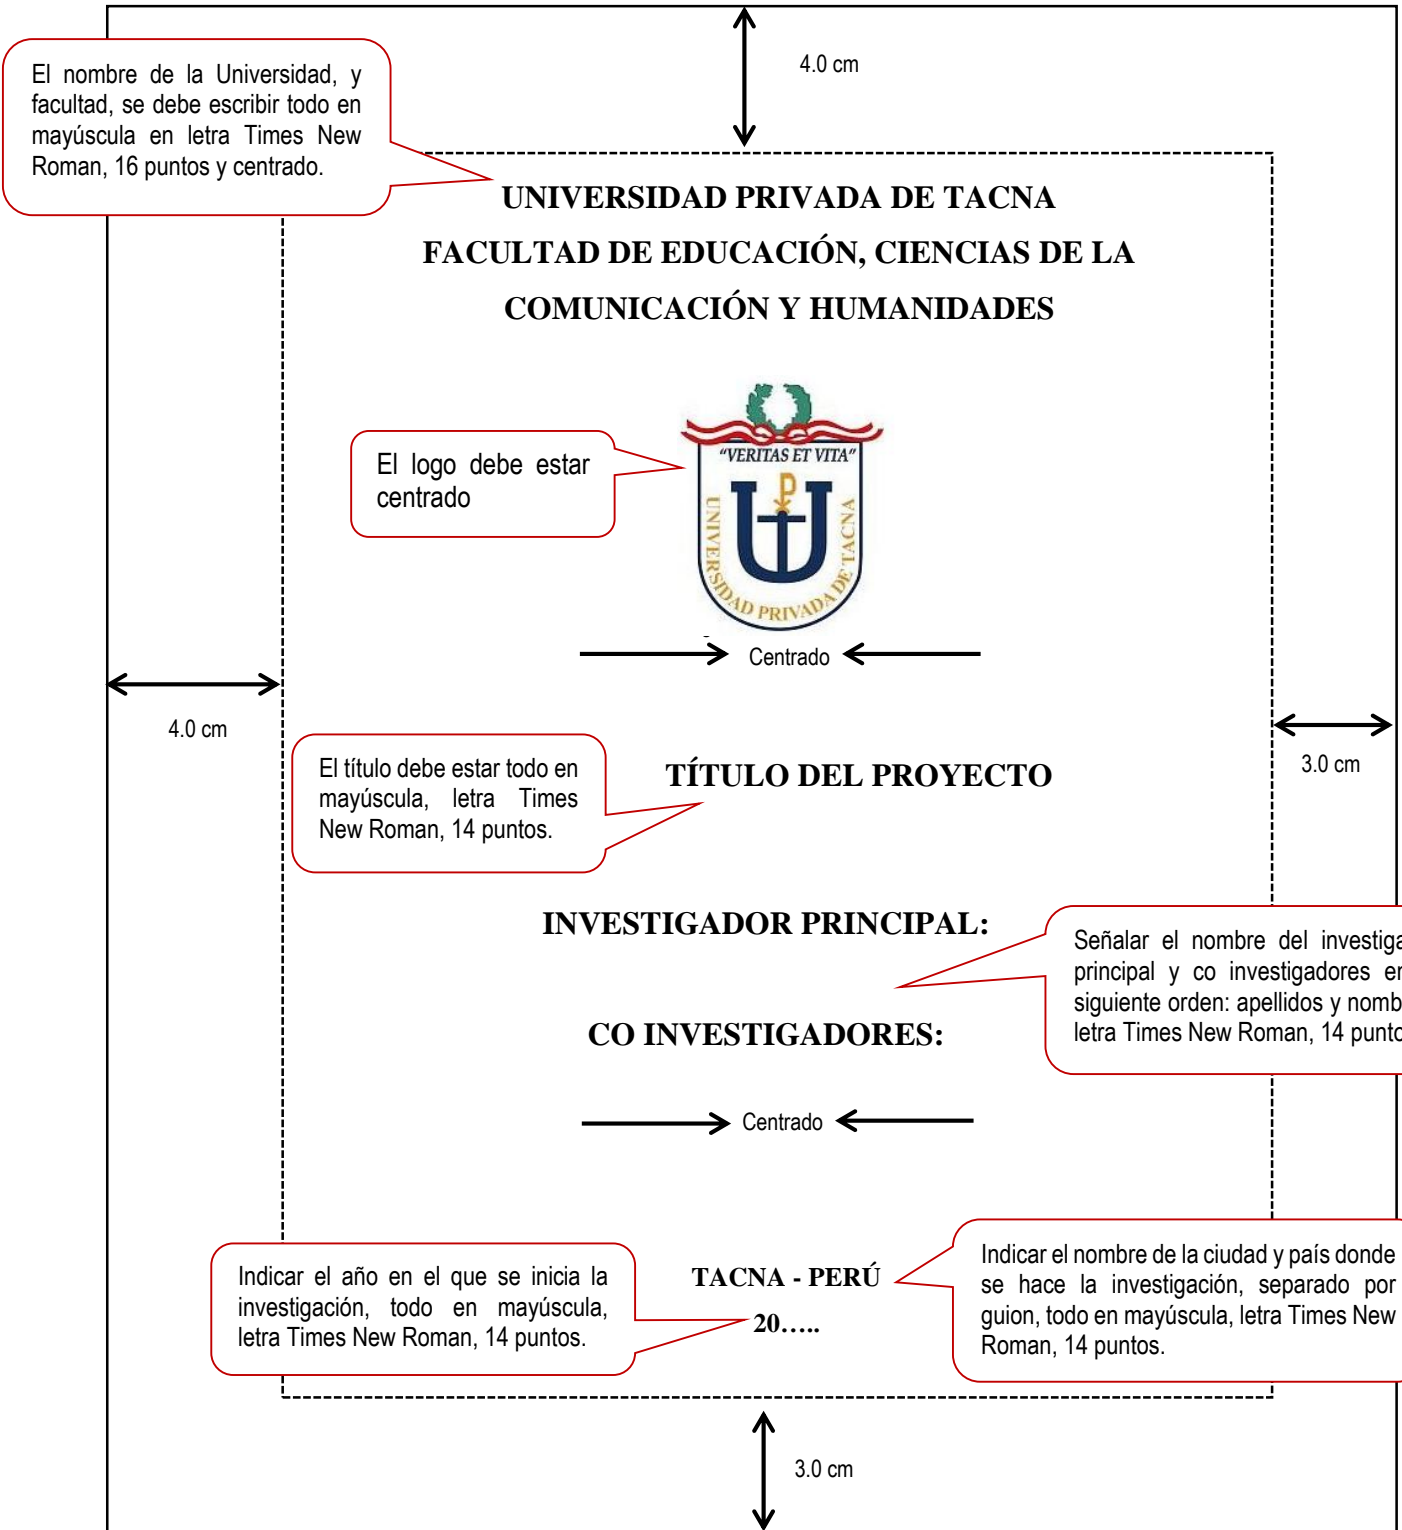 4.0 cm
El nombre de la Universidad, y
facultad, se debe escribir todo en
mayúscula en letra Times New
Roman, 16 puntos y centrado.
UNIVERSIDAD PRIVADA DE TACNA
FACULTAD DE EDUCACIÓN, CIENCIAS DE LA
COMUNICACIÓN Y HUMANIDADES
"VERITAS ET VITA"
UNIVERSIDAD PRIVADA DE TACNA
El logo debe estar
centrado
Centrado
4.0 cm
3.0 cm
El título debe estar todo en
mayúscula, letra Times
New Roman, 14 puntos.
TÍTULO DEL PROYECTO
INVESTIGADOR PRINCIPAL:
Señalar el nombre del
principal y co investigadores
siguiente orden: apellidos y
letra Times New Roman, 14
CO INVESTIGADORES:
Centrado
Indicar el año en el que se inicia la
investigación, todo en mayúscula,
letra Times New Roman, 14 puntos.
TACNA - PERÚ
20…..
Indicar el nombre de la ciudad y país donde
se hace la investigación, separado por
guion, todo en mayúscula, letra Times New
Roman, 14 puntos.
3.0 cm